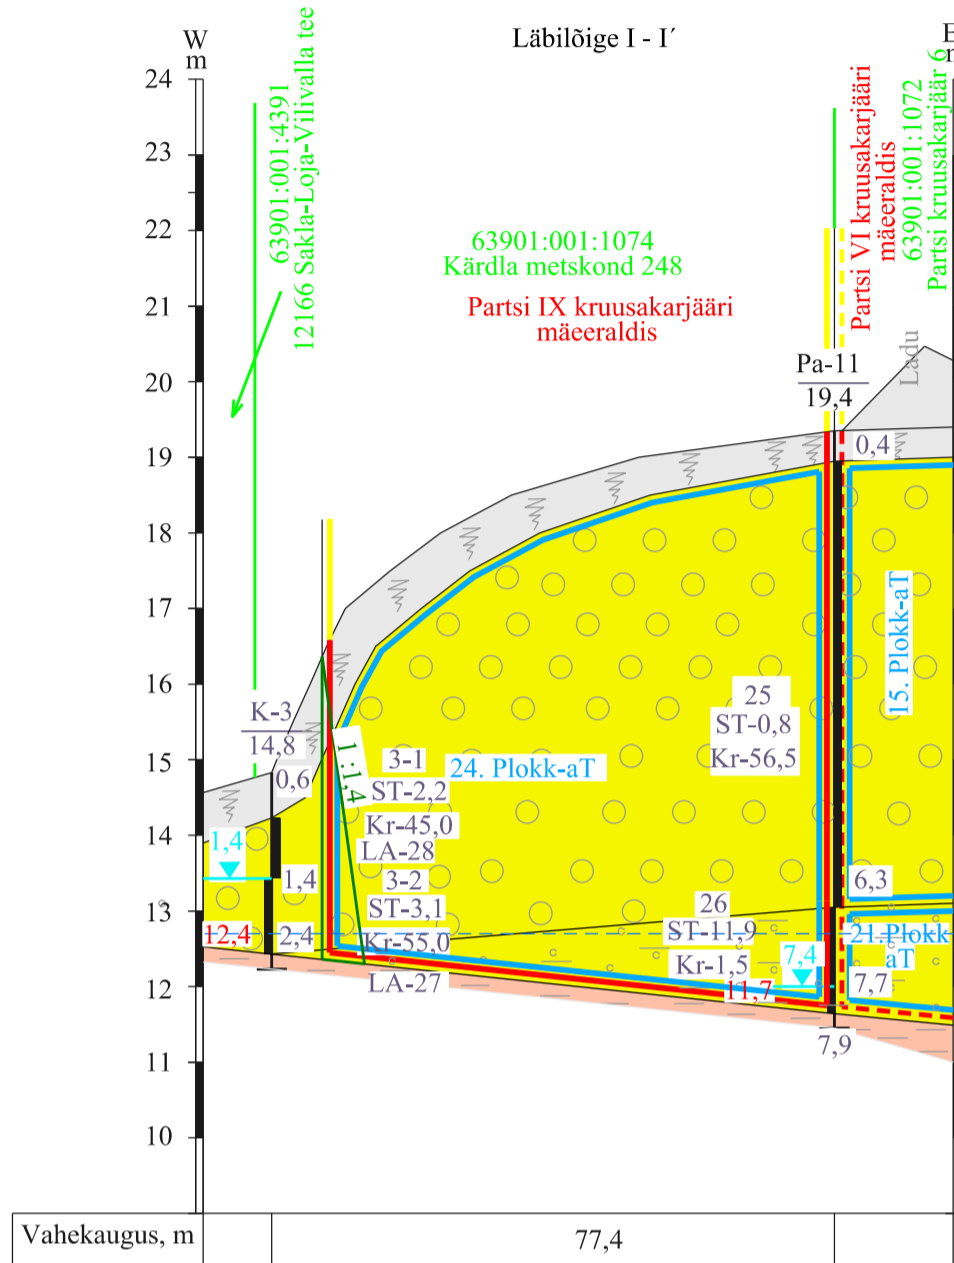 Läbilõige I - I´
W
m
E
24
23
22
21
20
19
18
17
16
15
14
13
12
11
10
63901:001:4391
12166 Sakla-Loja-Vilivalla tee
63901:001:1074
Kärdla metskond 248
Partsi IX kruusakarjääri
mäeeraldis
Partsi VI kruusakarjääri
mäeeraldis
63901:001:1072
Partsi kruusakarjäär 6
Ladu
Pa-11
19,4
0,4
K-3
14,8
0,6
1:1,4
24. Plokk-aT
15. Plokk-aT
25
ST-0,8
Kr-56,5
3-1
ST-2,2
Kr-45,0
LA-28
3-2
ST-3,1
Kr-55,0
LA-27
1,4
1,4
12,4
2,4
26
ST-11,9
Kr-1,5
7,4
11,7
6,3
21.Plokk
aT
7,7
7,9
Vahekaugus, m
77,4